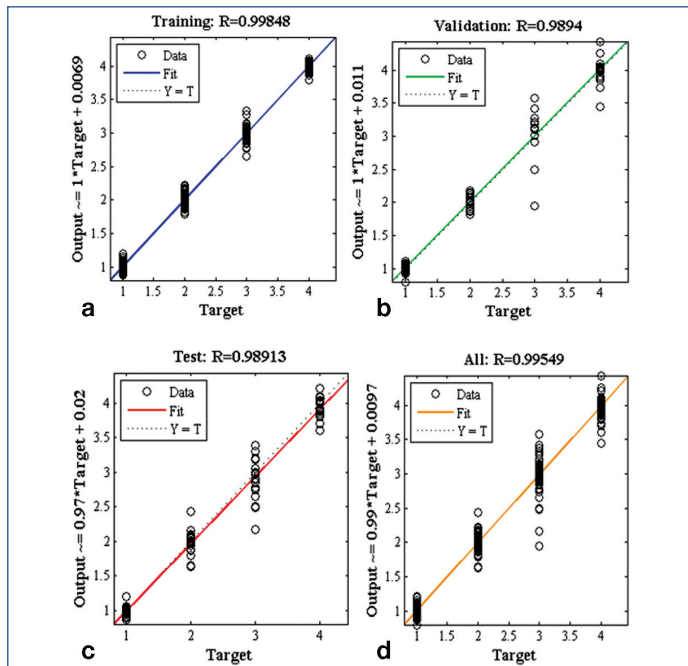 Training: R=0.99848
Output ~= 1*Target + 0.0069
Data
Fit
Y = T
4
3.5
3
2.5
2
1.5
1
1 1.5 2 2.5 3 3.5 4
a
Target
Validation: R=0.9894
Output ~= 1*Target + 0.011
Data
Fit
Y = T
4
3.5
3
2.5
2
1.5
1
1 1.5 2 2.5 3 3.5 4
b
Target
Test: R=0.98913
Output ~= 0.97*Target + 0.02
Data
Fit
Y = T
4
3.5
3
2.5
2
1.5
1
1 1.5 2 2.5 3 3.5 4
c
Target
All: R=0.99549
Output ~= 0.99*Target + 0.0097
Data
Fit
Y = T
4
3.5
3
2.5
2
1.5
1
1 1.5 2 2.5 3 3.5 4
d
Target